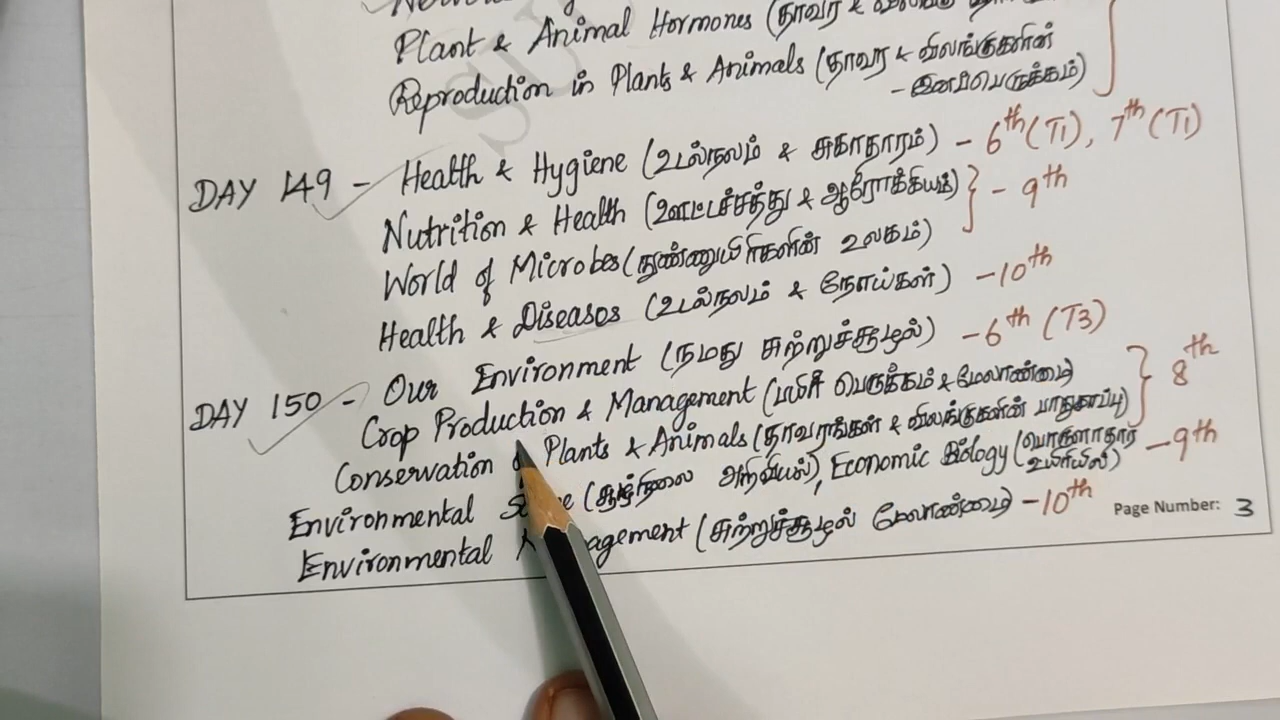 Plant & Animal Hormones (தாவர &
Reproduction in Plants & Animals (தாவர & விலங்குகளின்
- இனப்பெருக்கம்)
DAY 149 - Health & Hygiene (உடல்நலம் & சுகாதாரம்) - 6th (T1), 7th (T1)
Nutrition & Health (ஊட்டச்சத்து & ஆரோக்கியம்) } - 9th
World of Microbes (நுண்ணுயிரிகளின் உலகம்)
Health & Diseases (உடல்நலம் & நோய்கள்) - 10th
DAY 150 - Our Environment (நமது சுற்றுச்சூழல்) - 6th (T3)
Crop Production & Management (பயிர் பெருக்கம் & மேலாண்மை) } 8th
Conservation Plants & Animals (தாவரங்கள் & விலங்குகளின் பாதுகாப்பு)
Environmental (சூழ்நிலை அறிவியல்), Economic Biology (பொருளாதார உயிரியல்) - 9th
Environmental (சுற்றுச்சூழல் மேலாண்மை) - 10th
Page Number: 3